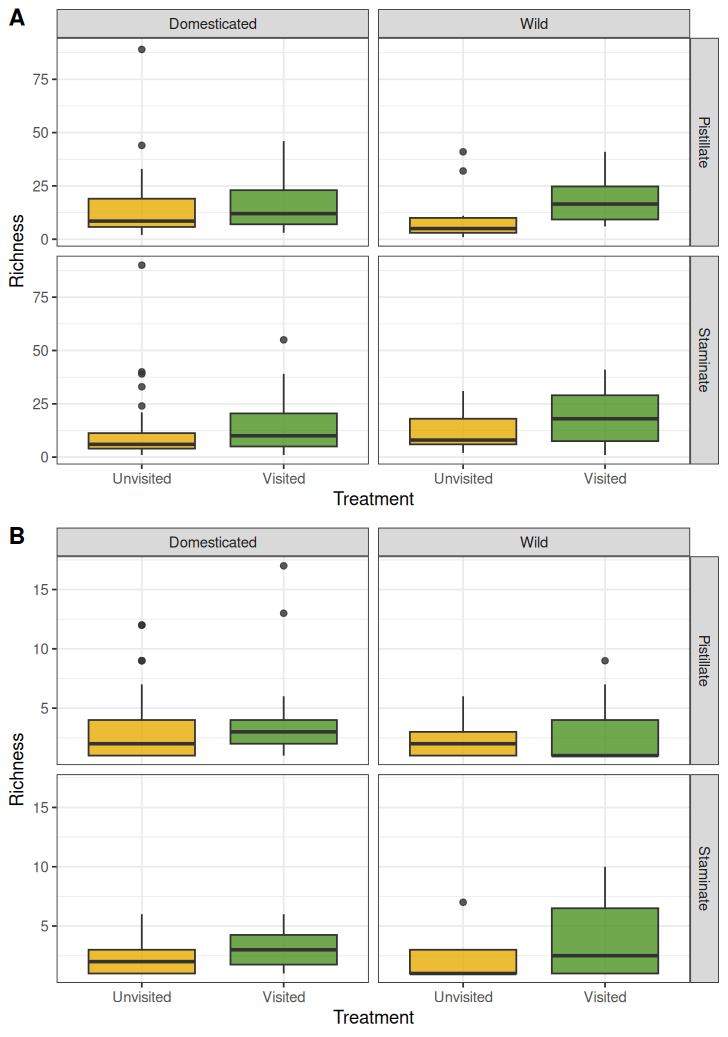 A
Domesticated Wild
75
50
25
0
Pistillate
Richness
75
50
25
0
Staminate
Unvisited Visited Unvisited Visited
Treatment
B
Domesticated Wild
15
10
5
Pistillate
Richness
15
10
5
Staminate
Unvisited Visited Unvisited Visited
Treatment